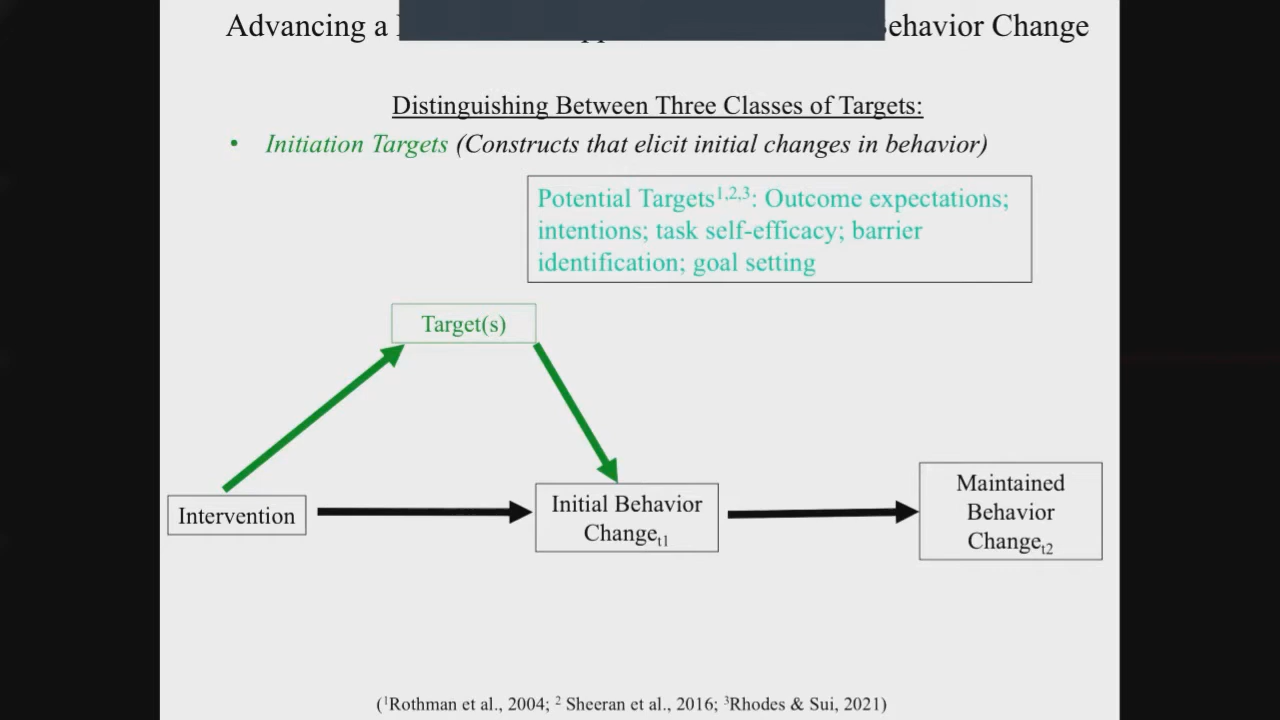 Advancing a ehavior Change
Distinguishing Between Three Classes of Targets:
• Initiation Targets (Constructs that elicit initial changes in behavior)
Potential Targets1,2,3: Outcome expectations;
intentions; task self-efficacy; barrier
identification; goal setting
Target(s)
Intervention
Initial Behavior
Changet1
Maintained
Behavior
Changet2
(1Rothman et al., 2004; 2 Sheeran et al., 2016; 3Rhodes & Sui, 2021)